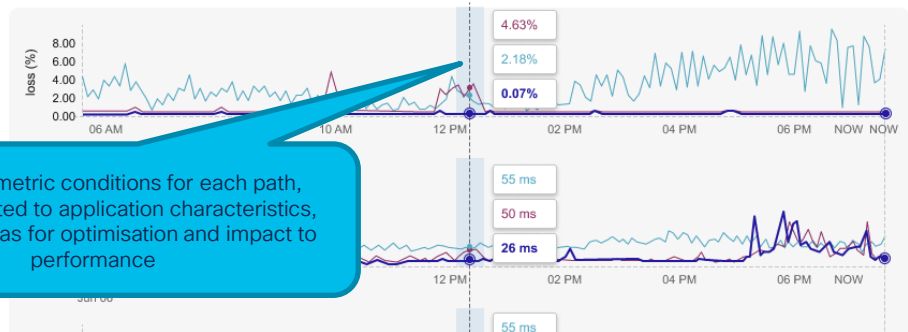 4.63%
8.00
loss (%)
6.00
2.18%
4.00
2.00
0.07%
0.00
06 AM 10 AM 12 PM 02 PM 04 PM 06 PM NOW NOW
metric conditions for each path,
to application characteristics,
for optimisation and impact to
performance
55 ms
50 ms
26 ms
12 PM 02 PM 04 PM 06 PM NOW
55 ms